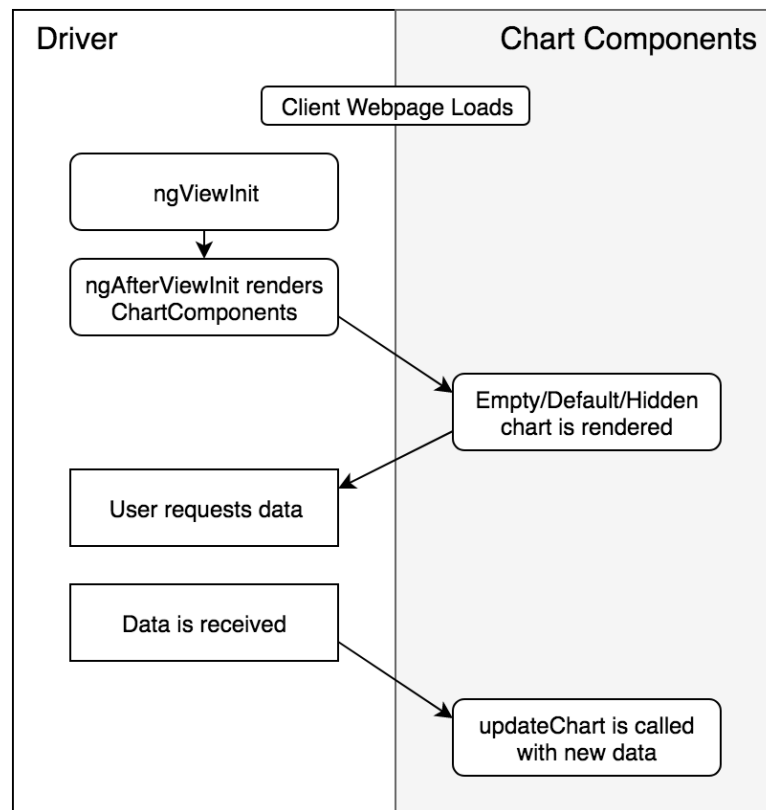 Driver
Chart Components
Client Webpage Loads
ngViewInit
ngAfterViewInit renders
ChartComponents
Empty/Default/Hidden
chart is rendered
User requests data
Data is received
updateChart is called
with new data